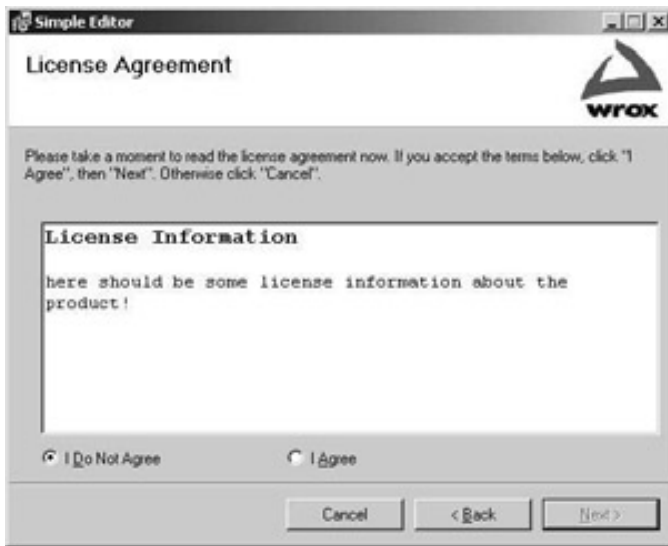 Simple Editor
License Agreement
wrox
Please take a moment to read the license agreement now. If you accept the terms below, click "I
Agree", then "Next". Otherwise click "Cancel".
License Information
here should be some license information about the
product!
I Do Not Agree
I Agree
Cancel
< Back
Next >